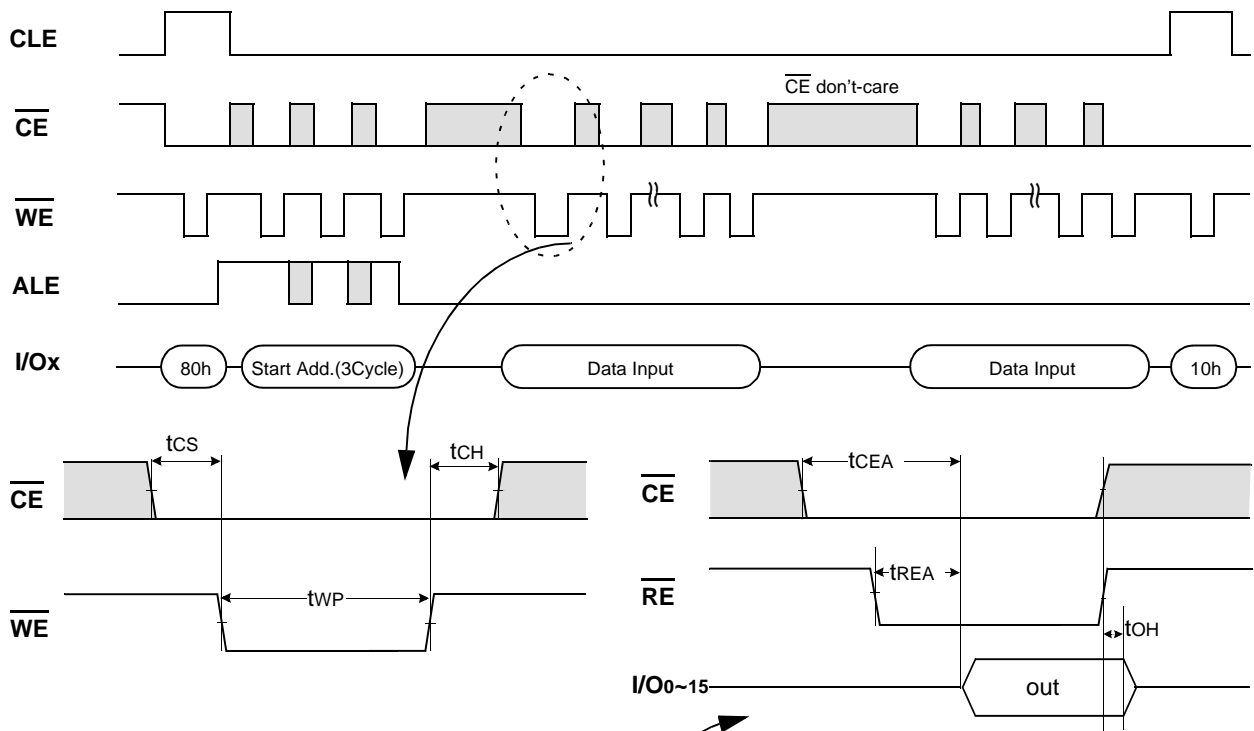 CLE
CE don't-care
CE
WE
ALE
I/Ox
80h
Start Add.(3Cycle)
Data Input
Data Input
10h
tCS
tCH
CE
tWP
WE
tCEA
CE
tREA
RE
tOH
I/O0~15
out